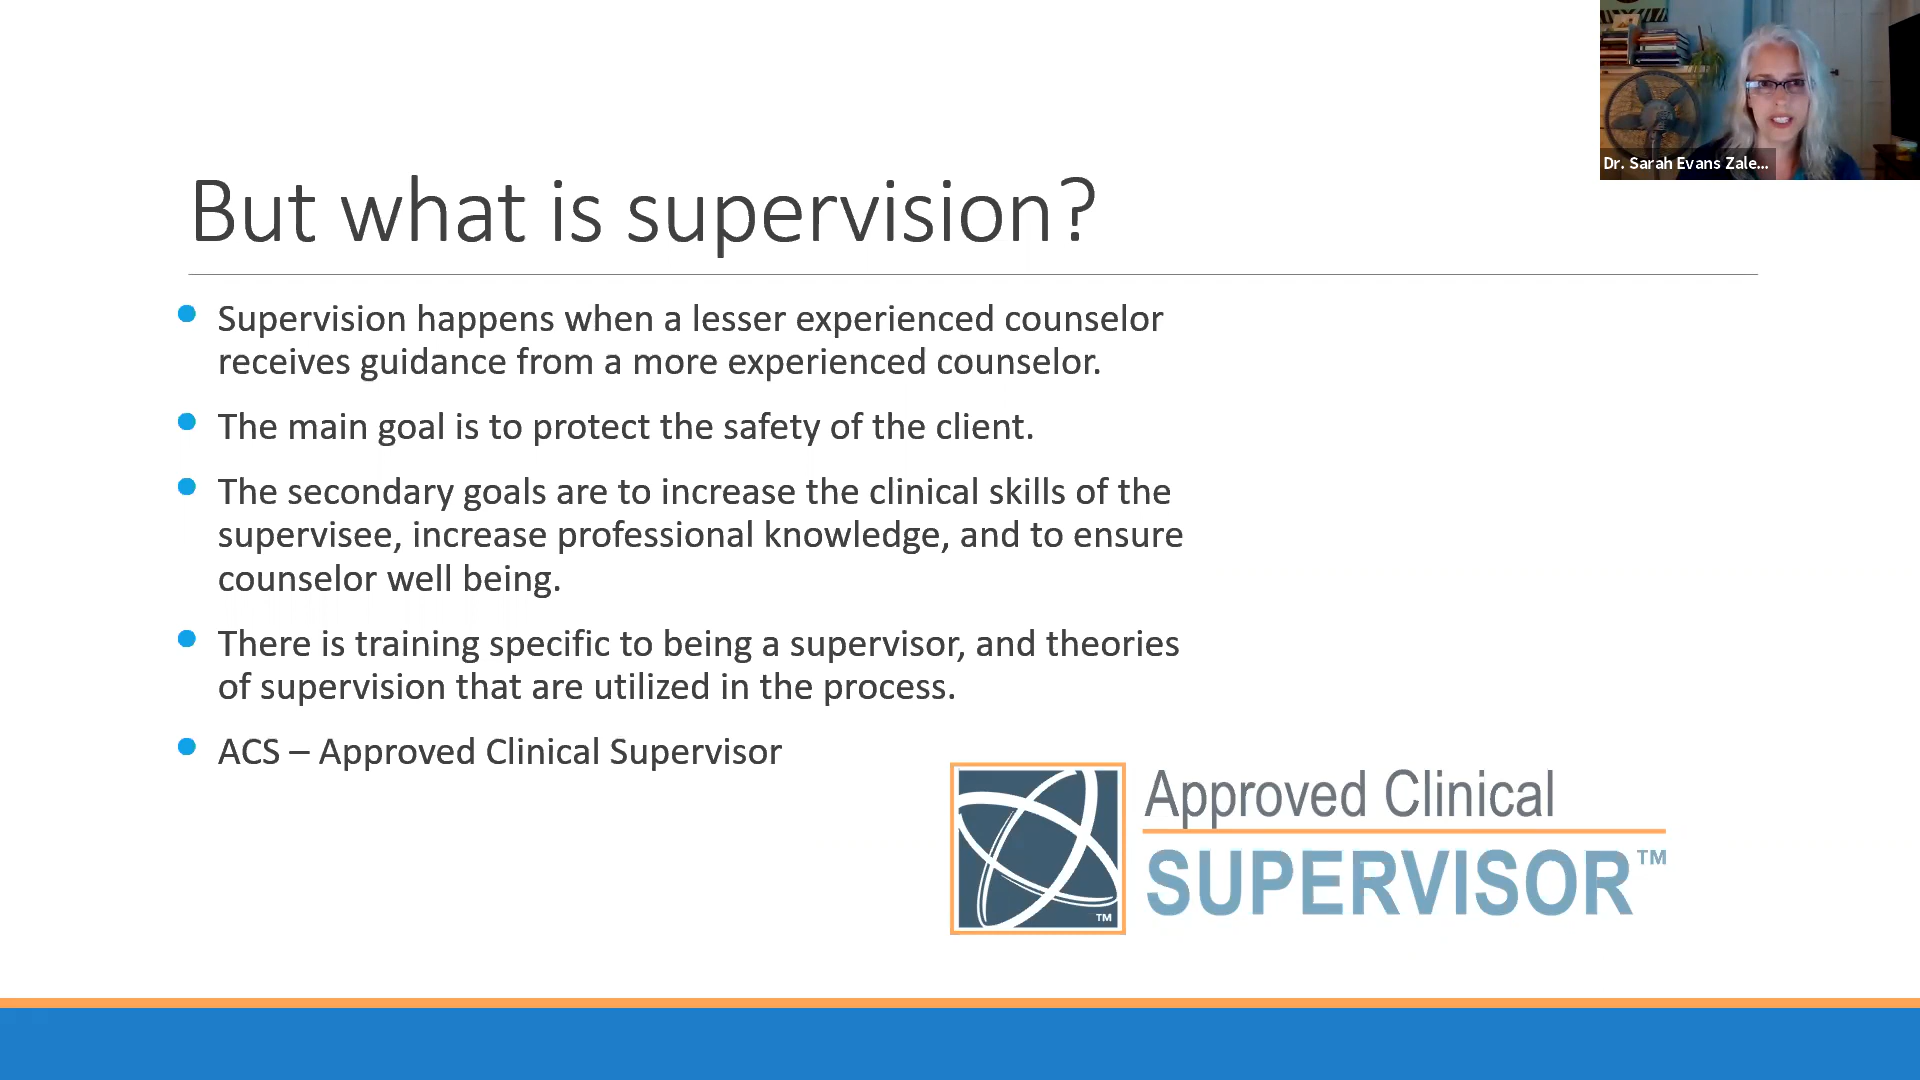 Dr. Sarah Evans Zale...
But what is supervision?
Supervision happens when a lesser experienced counselor
receives guidance from a more experienced counselor.
The main goal is to protect the safety of the client.
The secondary goals are to increase the clinical skills of the
supervisee, increase professional knowledge, and to ensure
counselor well being.
There is training specific to being a supervisor, and theories
of supervision that are utilized in the process.
ACS – Approved Clinical Supervisor
Approved Clinical
SUPERVISOR™
™